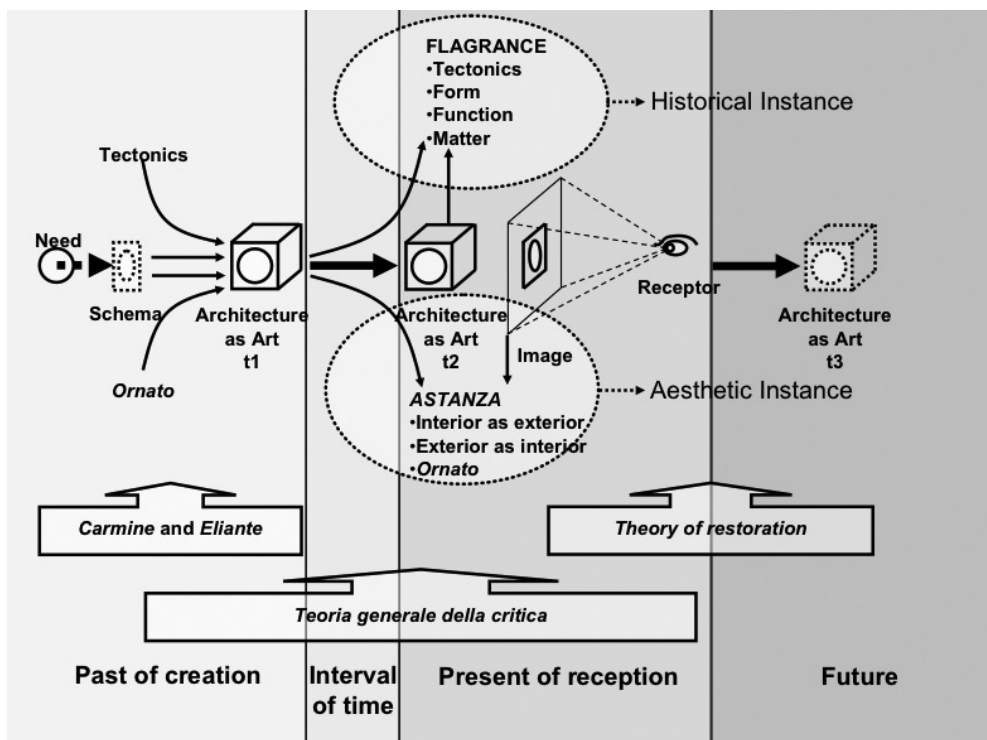 FLAGRANCE
•Tectonics
•Form
•Function
•Matter
Historical Instance
Tectonics
Need
Schema
Ornato
Architecture
as Art
t1
Architecture
as Art
t2
Image
Receptor
Architecture
as Art
t3
ASTANZA
•Interior as exterior
•Exterior as interior
•Ornato
Aesthetic Instance
Carmine and Eliante
Theory of restoration
Teoria generale della critica
Past of creation
Interval
of time
Present of reception
Future